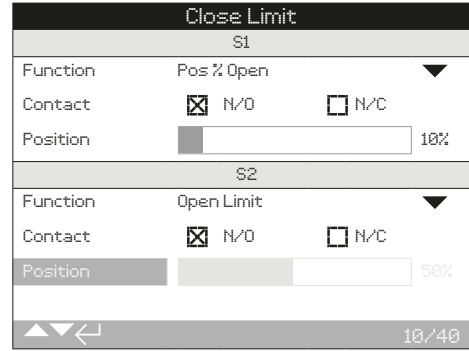 Close Limit
S1
Function Pos % Open
Contact N/O N/C
Position 10%
S2
Function Open Limit
Contact N/O N/C
Position 50%
10/40